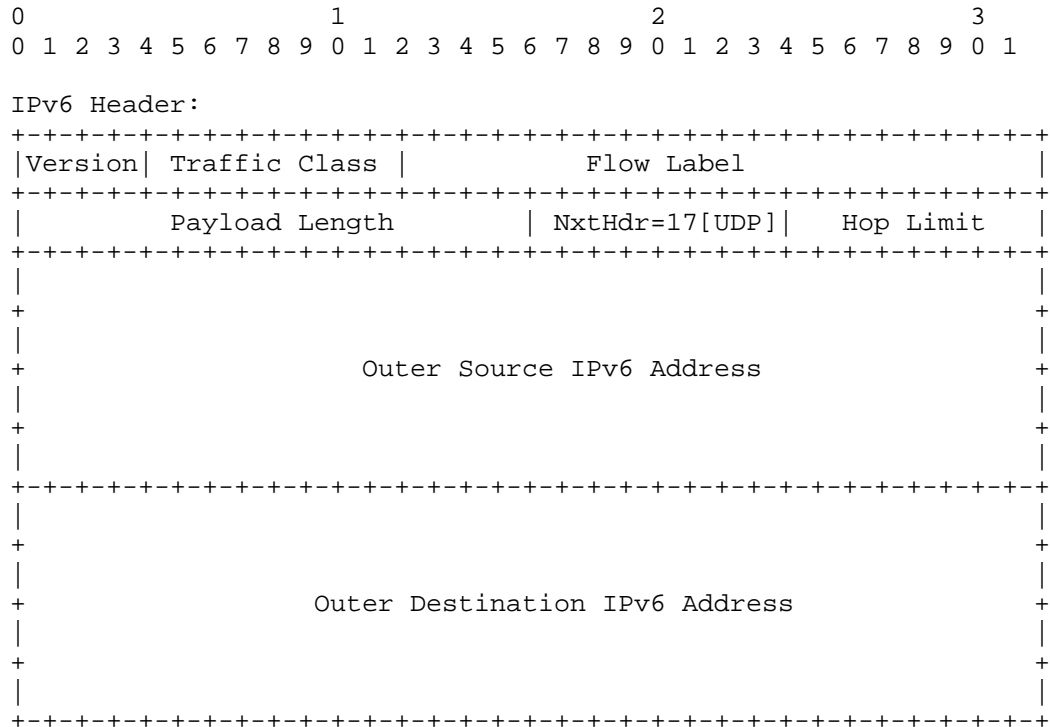 0                   1                   2                   3
0 1 2 3 4 5 6 7 8 9 0 1 2 3 4 5 6 7 8 9 0 1 2 3 4 5 6 7 8 9 0 1
IPv6 Header:
+-+-+-+-+-+-+-+-+-+-+-+-+-+-+-+-+-+-+-+-+-+-+-+-+-+-+-+-+-+-+-+-+
|Version| Traffic Class |           Flow Label                  |
+-+-+-+-+-+-+-+-+-+-+-+-+-+-+-+-+-+-+-+-+-+-+-+-+-+-+-+-+-+-+-+-+
|         Payload Length        | NxtHdr=17[UDP]|   Hop Limit   |
+-+-+-+-+-+-+-+-+-+-+-+-+-+-+-+-+-+-+-+-+-+-+-+-+-+-+-+-+-+-+-+-+
|                                                               |
+                                                               +
|                                                               |
+                     Outer Source IPv6 Address                 +
|                                                               |
+                                                               +
|                                                               |
+-+-+-+-+-+-+-+-+-+-+-+-+-+-+-+-+-+-+-+-+-+-+-+-+-+-+-+-+-+-+-+-+
|                                                               |
+                                                               +
|                                                               |
+                  Outer Destination IPv6 Address               +
|                                                               |
+                                                               +
|                                                               |
+-+-+-+-+-+-+-+-+-+-+-+-+-+-+-+-+-+-+-+-+-+-+-+-+-+-+-+-+-+-+-+-+